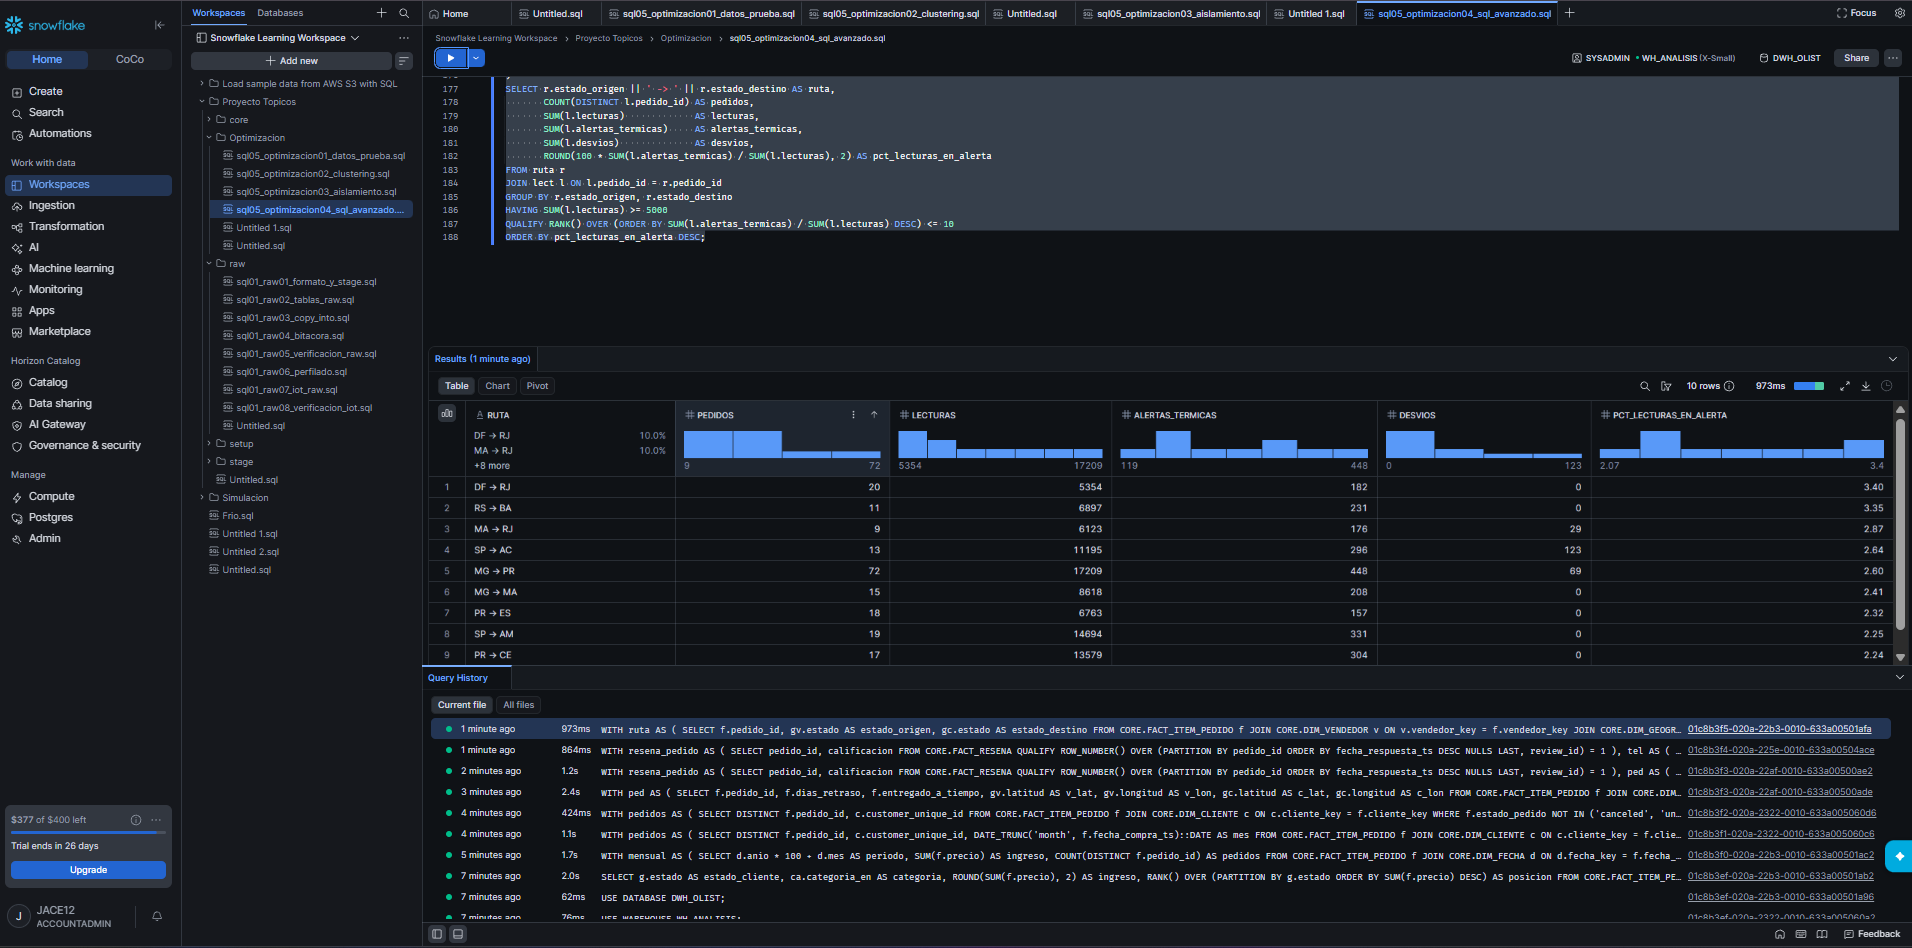 snowflake
Home
CoCo
Create
Search
Automations
Work with data
Workspaces
Ingestion
Transformation
AI
Machine learning
Monitoring
Apps
Marketplace
Horizon Catalog
Catalog
Data sharing
AI Gateway
Governance & security
Manage
Compute
Postgres
Admin
$377 of $400 left
Trial ends in 26 days
Upgrade
J
JACE12
ACCOUNTADMIN
Workspaces
Databases
Snowflake Learning Workspace
Add new
Load sample data from AWS S3 with SQL
Proyecto Topicos
core
Optimizacion
sql05_optimizacion01_datos_prueba.sql
sql05_optimizacion02_clustering.sql
sql05_optimizacion03_aislamiento.sql
sql05_optimizacion04_sql_avanzado....
Untitled 1.sql
Untitled.sql
raw
sql01_raw01_formato_y_stage.sql
sql01_raw02_tablas_raw.sql
sql01_raw03_copy_into.sql
sql01_raw04_bitacora.sql
sql01_raw05_verificacion_raw.sql
sql01_raw06_perfilado.sql
sql01_raw07_iot_raw.sql
sql01_raw08_verificacion_iot.sql
Untitled.sql
setup
stage
Untitled.sql
Simulacion
Frio.sql
Untitled 1.sql
Untitled 2.sql
Untitled.sql
Home
Untitled.sql
sql05_optimizacion01_datos_prueba.sql
sql05_optimizacion02_clustering.sql
Untitled.sql
sql05_optimizacion03_aislamiento.sql
Untitled 1.sql
sql05_optimizacion04_sql_avanzado.sql
Focus
Snowflake Learning Workspace > Proyecto Topicos > Optimizacion > sql05_optimizacion04_sql_avanzado.sql
SYSADMIN • WH_ANALISIS (X-Small)
DWH_OLIST
Share
177 SELECT r.estado_origen || ' -> ' || r.estado_destino AS ruta,
178 COUNT(DISTINCT l.pedido_id) AS pedidos,
179 SUM(l.lecturas) AS lecturas,
180 SUM(l.alertas_termicas) AS alertas_termicas,
181 SUM(l.desvios) AS desvios,
182 ROUND(100 * SUM(l.alertas_termicas) / SUM(l.lecturas), 2) AS pct_lecturas_en_alerta
183 FROM ruta r
184 JOIN lect l ON l.pedido_id = r.pedido_id
185 GROUP BY r.estado_origen, r.estado_destino
186 HAVING SUM(l.lecturas) >= 5000
187 QUALIFY RANK() OVER (ORDER BY SUM(l.alertas_termicas) / SUM(l.lecturas) DESC) <= 10
188 ORDER BY pct_lecturas_en_alerta DESC;
Results (1 minute ago)
Table
Chart
Pivot
10 rows
973ms
RUTA
PEDIDOS
LECTURAS
ALERTAS_TERMICAS
DESVIOS
PCT_LECTURAS_EN_ALERTA
DF -> RJ 10.0%
MA -> RJ 10.0%
+8 more
9 72
5354 17209
119 448
0 123
2.07 3.4
1 DF -> RJ 20 5354 182 0 3.40
2 RS -> BA 11 6897 231 0 3.35
3 MA -> RJ 9 6123 176 29 2.87
4 SP -> AC 13 11195 296 123 2.64
5 MG -> PR 72 17209 448 69 2.60
6 MG -> MA 15 8618 208 0 2.41
7 PR -> ES 18 6763 157 0 2.32
8 SP -> AM 19 14694 331 0 2.25
9 PR -> CE 17 13579 304 0 2.24
Query History
Current file
All files
1 minute ago 973ms WITH ruta AS ( SELECT f.pedido_id, gv.estado AS estado_origen, gc.estado AS estado_destino FROM CORE.FACT_ITEM_PEDIDO f JOIN CORE.DIM_VENDEDOR v ON v.vendedor_key = f.vendedor_key JOIN CORE.DIM_GEOGR... 01c8b3f5-020a-22b3-0010-633a00501afa
1 minute ago 864ms WITH resena_pedido AS ( SELECT pedido_id, calificacion FROM CORE.FACT_RESENA QUALIFY ROW_NUMBER() OVER (PARTITION BY pedido_id ORDER BY fecha_respuesta_ts DESC NULLS LAST, review_id) = 1 ), tel AS ( ... 01c8b3f4-020a-225e-0010-633a00504ace
2 minutes ago 1.2s WITH resena_pedido AS ( SELECT pedido_id, calificacion FROM CORE.FACT_RESENA QUALIFY ROW_NUMBER() OVER (PARTITION BY pedido_id ORDER BY fecha_respuesta_ts DESC NULLS LAST, review_id) = 1 ), ped AS ( ... 01c8b3f3-020a-22af-0010-633a00500ae2
3 minutes ago 2.4s WITH ped AS ( SELECT f.pedido_id, f.dias_retraso, f.entregado_a_tiempo, gv.latitud AS v_lat, gv.longitud AS v_lon, gc.latitud AS c_lat, gc.longitud AS c_lon FROM CORE.FACT_ITEM_PEDIDO f JOIN CORE.DIM... 01c8b3f3-020a-22af-0010-633a00500ade
4 minutes ago 424ms WITH pedidos AS ( SELECT DISTINCT f.pedido_id, c.customer_unique_id FROM CORE.FACT_ITEM_PEDIDO f JOIN CORE.DIM_CLIENTE c ON c.cliente_key = f.cliente_key WHERE f.estado_pedido NOT IN ('canceled', 'un... 01c8b3f2-020a-2322-0010-633a005060d6
4 minutes ago 1.1s WITH pedidos AS ( SELECT DISTINCT f.pedido_id, c.customer_unique_id, DATE_TRUNC('month', f.fecha_compra_ts)::DATE AS mes FROM CORE.FACT_ITEM_PEDIDO f JOIN CORE.DIM_CLIENTE c ON c.cliente_key = f.clie... 01c8b3f1-020a-2322-0010-633a005060c6
5 minutes ago 1.7s WITH mensual AS ( SELECT d.anio * 100 + d.mes AS periodo, SUM(f.precio) AS ingreso, COUNT(DISTINCT f.pedido_id) AS pedidos FROM CORE.FACT_ITEM_PEDIDO f JOIN CORE.DIM_FECHA d ON d.fecha_key = f.fecha_... 01c8b3f0-020a-22b3-0010-633a00501ac2
7 minutes ago 2.0s SELECT g.estado AS estado_cliente, ca.categoria_en AS categoria, ROUND(SUM(f.precio), 2) AS ingreso, RANK() OVER (PARTITION BY g.estado ORDER BY SUM(f.precio) DESC) AS posicion FROM CORE.FACT_ITEM_PE... 01c8b3ef-020a-22b3-0010-633a00501ab2
7 minutes ago 62ms USE DATABASE DWH_OLIST; 01c8b3ef-020a-22b3-0010-633a00501a96
7 minutes ago 76ms USE WAREHOUSE WH_ANALISIS; 01c8b3ef-020a-2322-0010-633a005060a2
Feedback